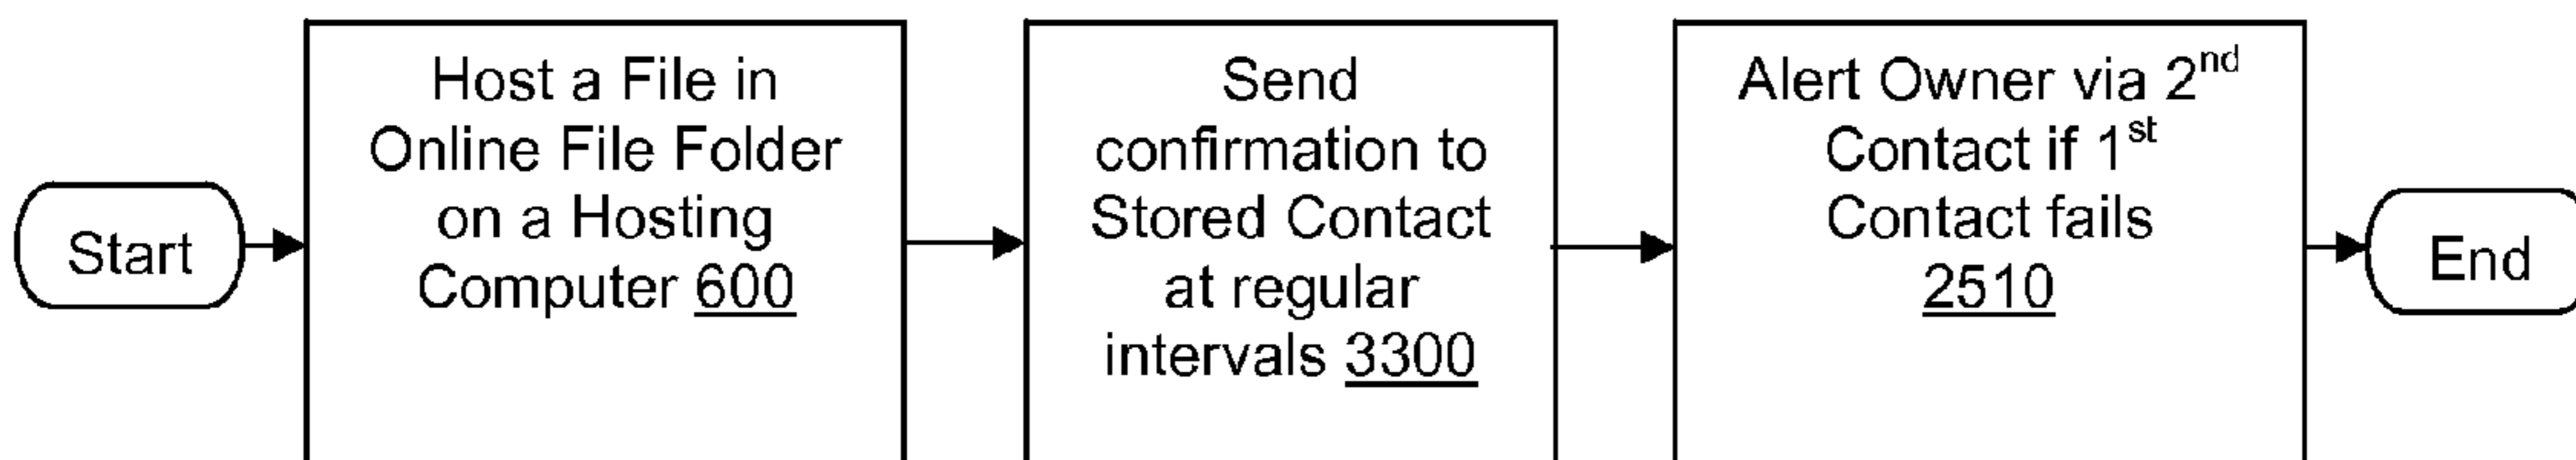 Start
Host a File in
Online File Folder
on a Hosting
Computer 600
Send
confirmation to
Stored Contact
at regular
intervals 3300
Alert Owner via 2nd
Contact if 1st
Contact fails
2510
End